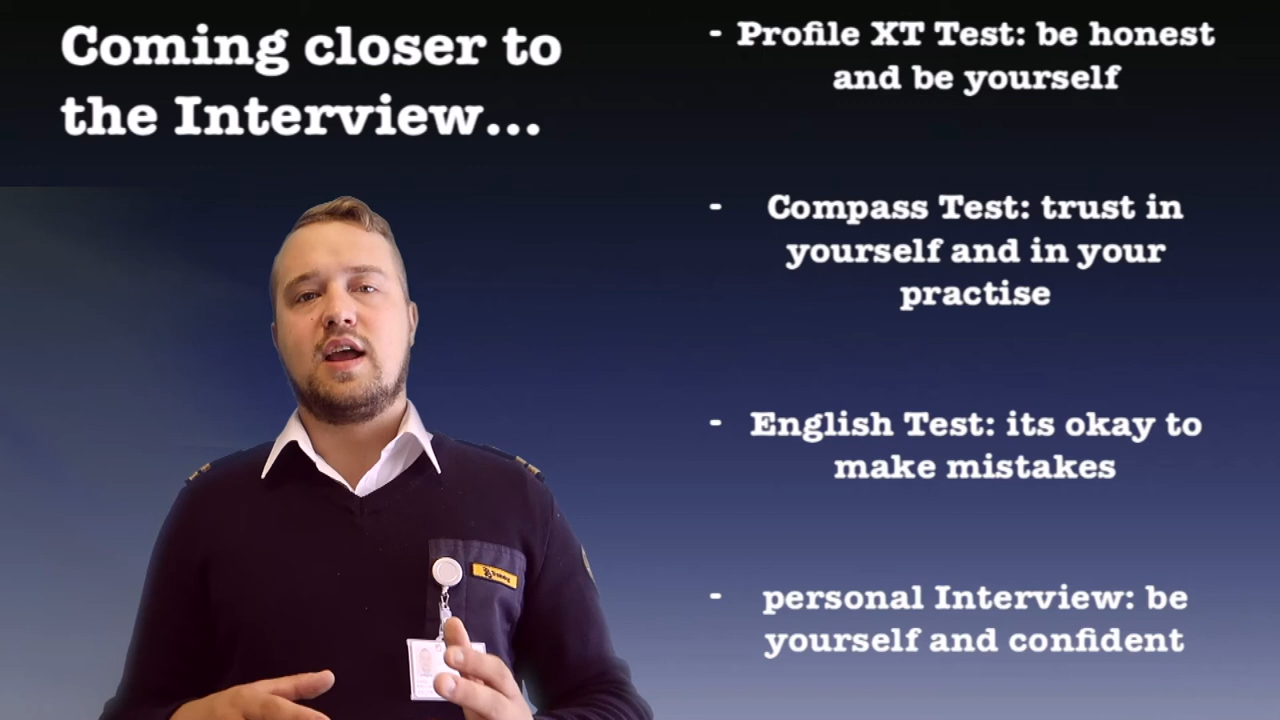 Coming closer to
the Interview...
- Profile XT Test: be honest
and be yourself
- Compass Test: trust in
yourself and in your
practise
- English Test: its okay to
make mistakes
- personal Interview: be
yourself and confident